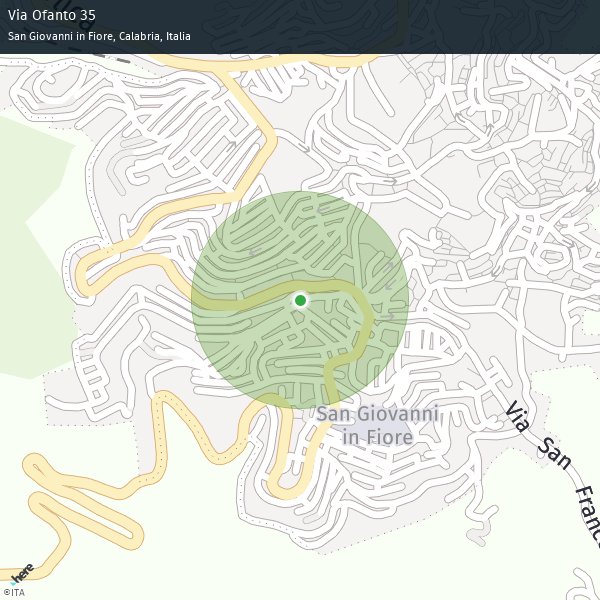 Via Ofanto 35
San Giovanni in Fiore, Calabria, Italia
San Giovanni
in Fiore
Via San Franc
here
©ITA